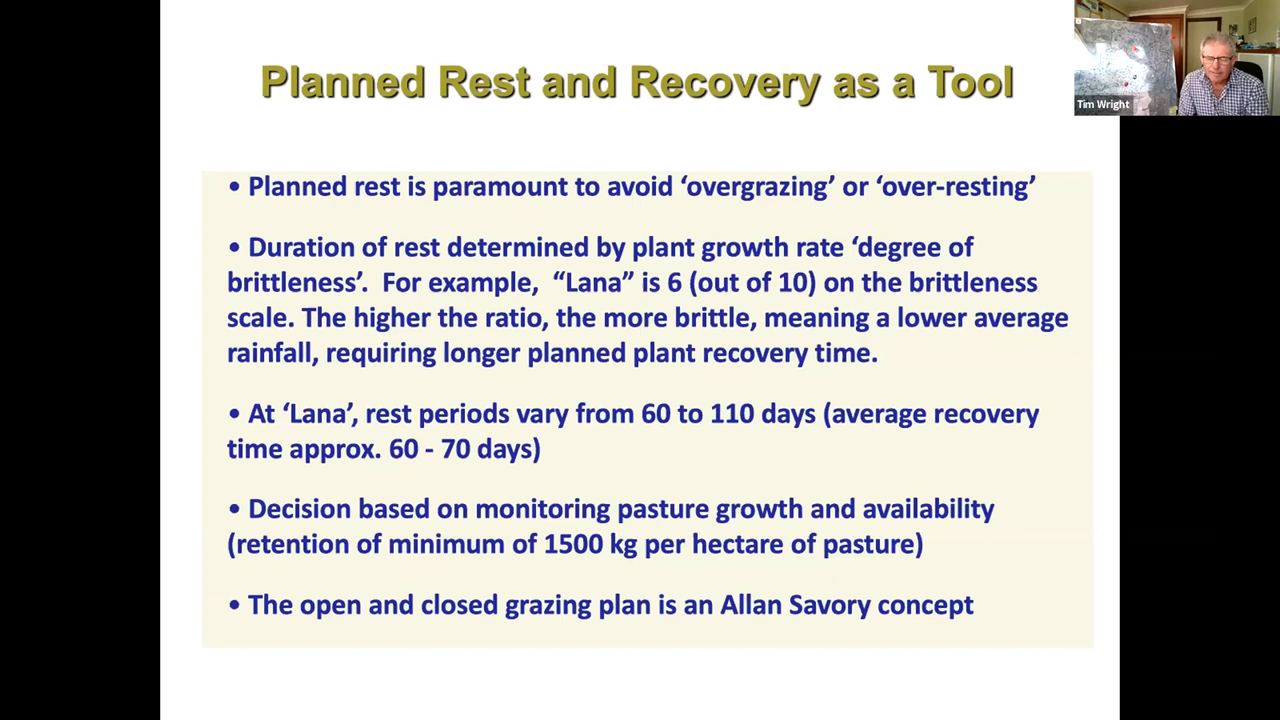 Planned Rest and Recovery as a Tool
Tim Wright
• Planned rest is paramount to avoid ‘overgrazing’ or ‘over-resting’
• Duration of rest determined by plant growth rate ‘degree of
brittleness’.  For example,  “Lana” is 6 (out of 10) on the brittleness
scale. The higher the ratio, the more brittle, meaning a lower average
rainfall, requiring longer planned plant recovery time.
• At ‘Lana’, rest periods vary from 60 to 110 days (average recovery
time approx. 60 - 70 days)
• Decision based on monitoring pasture growth and availability
(retention of minimum of 1500 kg per hectare of pasture)
• The open and closed grazing plan is an Allan Savory concept